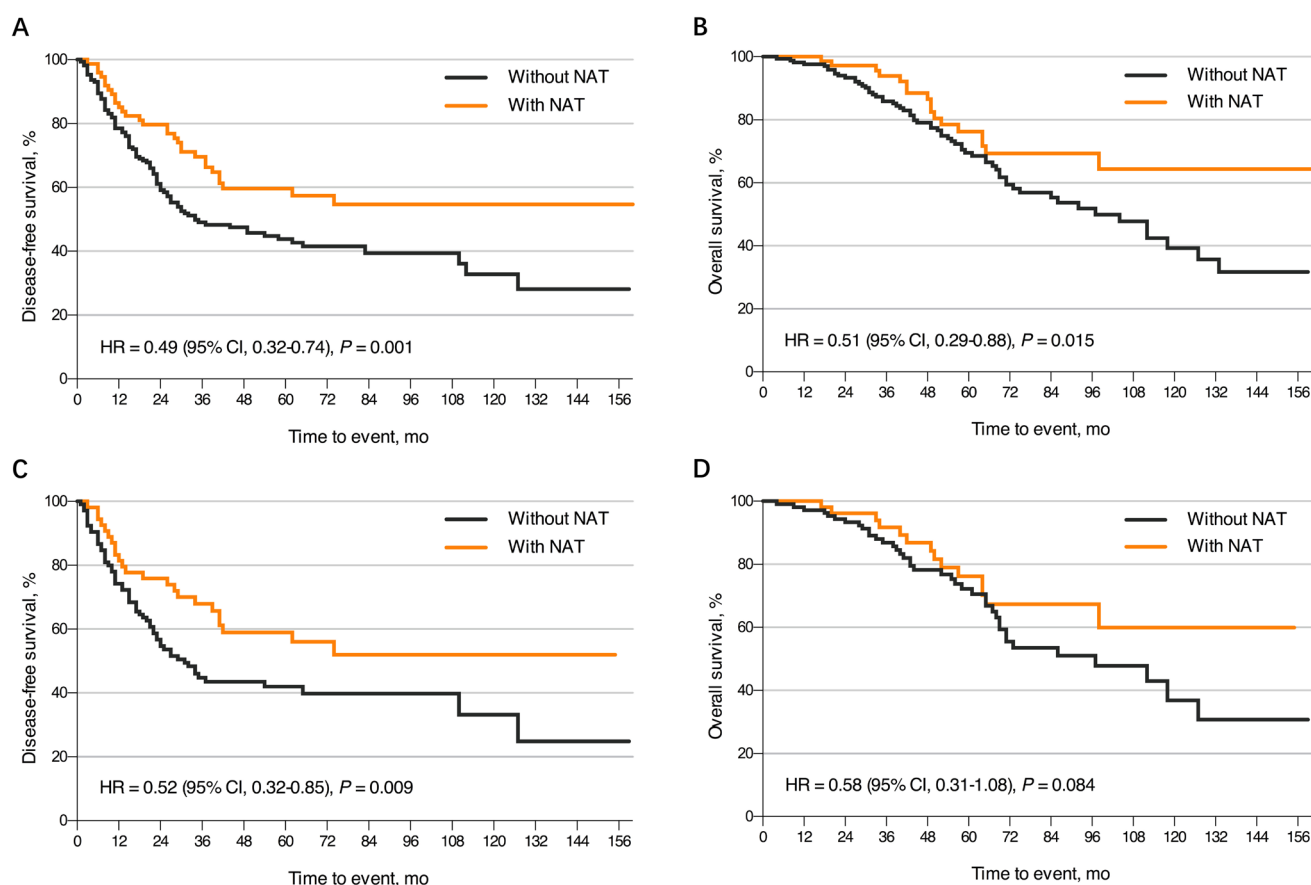 A
Disease-free survival, %
100
80
60
40
20
0
Without NAT
With NAT
HR = 0.49 (95% CI, 0.32-0.74), P = 0.001
0 12 24 36 48 60 72 84 96 108 120 132 144 156
Time to event, mo
B
Overall survival, %
100
80
60
40
20
0
Without NAT
With NAT
HR = 0.51 (95% CI, 0.29-0.88), P = 0.015
0 12 24 36 48 60 72 84 96 108 120 132 144 156
Time to event, mo
C
Disease-free survival, %
100
80
60
40
20
0
Without NAT
With NAT
HR = 0.52 (95% CI, 0.32-0.85), P = 0.009
0 12 24 36 48 60 72 84 96 108 120 132 144 156
Time to event, mo
D
Overall survival, %
100
80
60
40
20
0
Without NAT
With NAT
HR = 0.58 (95% CI, 0.31-1.08), P = 0.084
0 12 24 36 48 60 72 84 96 108 120 132 144 156
Time to event, mo